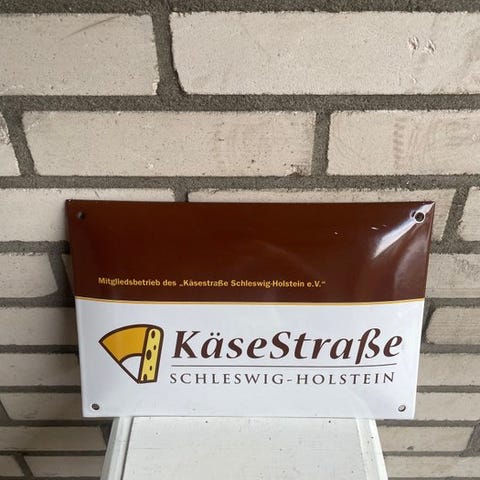 Mitgliedsbetrieb des „Käsestraße Schleswig-Holstein e.V.“
KäseStraße
SCHLESWIG-HOLSTEIN